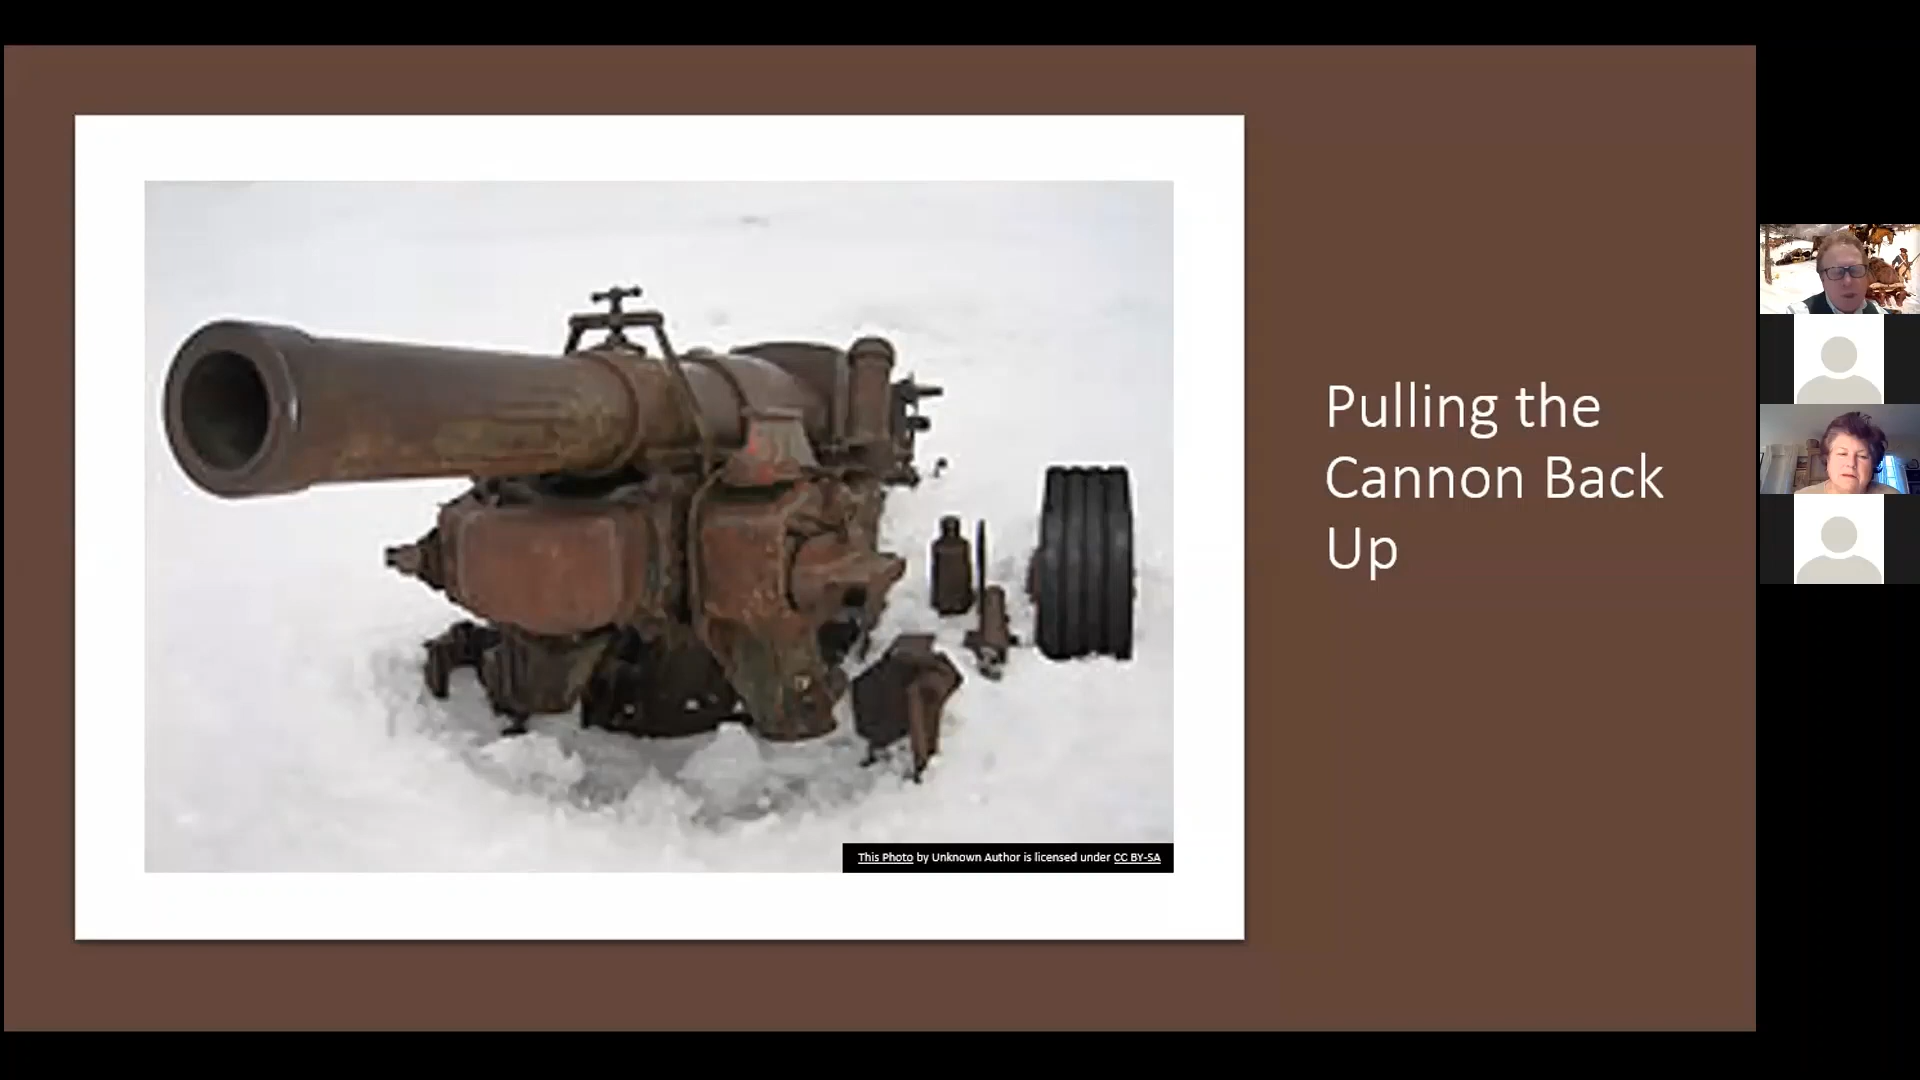 Pulling the
Cannon Back
Up
This Photo by Unknown Author is licensed under CC BY-SA